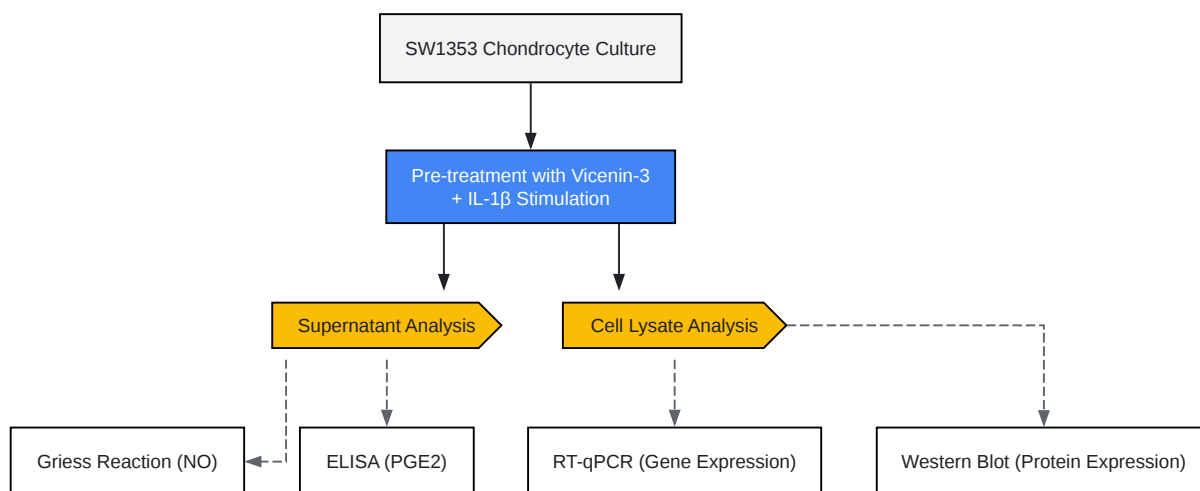 SW1353 Chondrocyte Culture
Pre-treatment with Vicenin-3
+ IL-1β Stimulation
Supernatant Analysis
Cell Lysate Analysis
Griess Reaction (NO)
ELISA (PGE2)
RT-qPCR (Gene Expression)
Western Blot (Protein Expression)